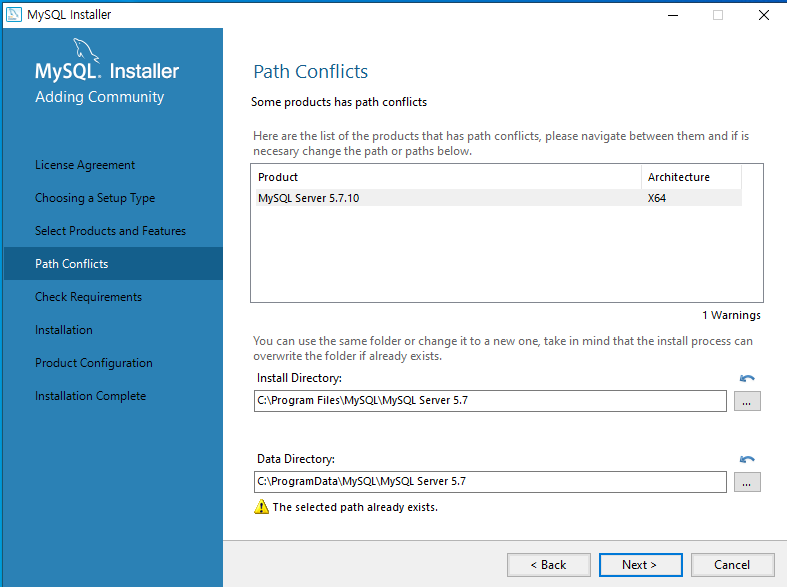 MySQL Installer
MySQL. Installer
Adding Community
License Agreement
Choosing a Setup Type
Select Products and Features
Path Conflicts
Check Requirements
Installation
Product Configuration
Installation Complete
Path Conflicts
Some products has path conflicts
Here are the list of the products that has path conflicts, please navigate between them and if is
necesary change the path or paths below.
Product Architecture
MySQL Server 5.7.10 X64
1 Warnings
You can use the same folder or change it to a new one, take in mind that the install process can
overwrite the folder if already exists.
Install Directory:
C:\Program Files\MySQL\MySQL Server 5.7
...
Data Directory:
C:\ProgramData\MySQL\MySQL Server 5.7
...
The selected path already exists.
< Back Next > Cancel